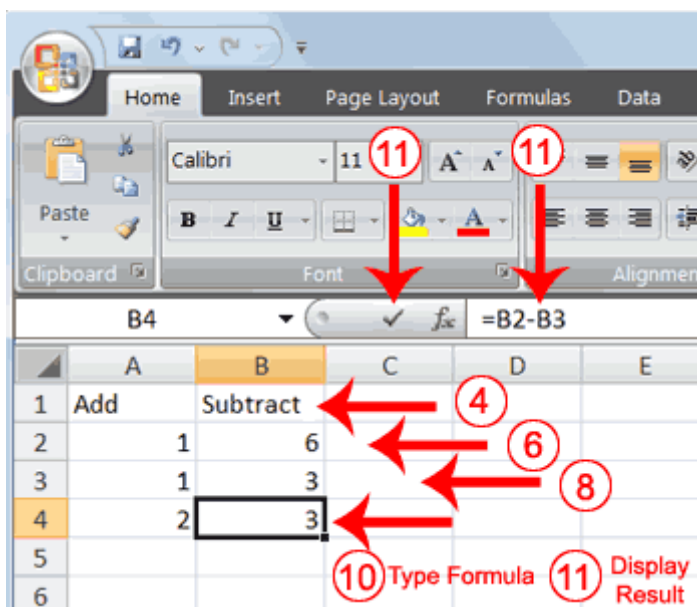 Home Insert Page Layout Formulas Data
Calibri 11 11 A A 11
Paste B I U A
Clipboard Font Alignmen
B4 fx =B2-B3
A B C D E
1 Add Subtract 4
2 1 6 6
3 1 3 8
4 2 3
5 10 Type Formula 11 Display
6 Result